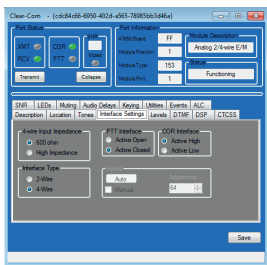 Clear-Com - (cdc84c66-6950-402d-a565-78985bb3d46a)
Port Status
Port Information
XMT
COR
SNR
ATRIM Board
FF
Module Description
Analog 2/4-wire E/M
RCV
PTT
Voted
Module Position
1
Module Type
153
Status
Functioning
Transmit
Collapse
Module Port
1
SNR LEDs Muting Audio Delays Keying Utilities Events ALC
Description Location Tones Interface Settings Levels DTMF DSP CTCSS
4-wire Input Impedance
PTT Interface
COR Interface
600 ohm
Active Open
Active High
High Impedance
Active Closed
Active Low
Interface Type
2-Wire
Auto
Adjustment
4-Wire
Manual
64
Save